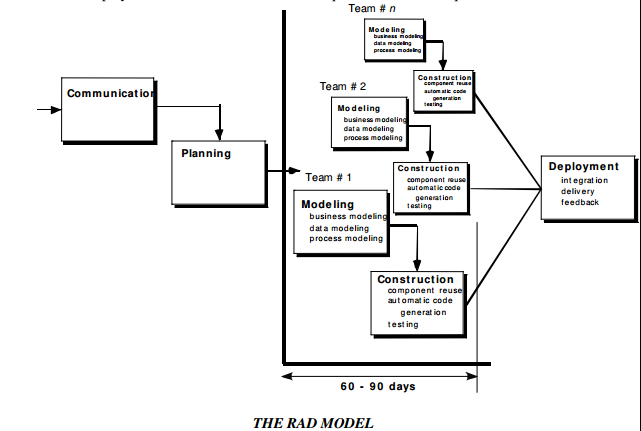 Team # n
Modeling
business modeling
data modeling
process modeling
Construction
component reuse
automatic code
generation
testing
Team # 2
Modeling
business modeling
data modeling
process modeling
Construction
component reuse
automatic code
generation
testing
Communication
Planning
Team # 1
Modeling
business modeling
data modeling
process modeling
Construction
component reuse
automatic code
generation
testing
Deployment
integration
delivery
feedback
60 - 90 days
THE RAD MODEL